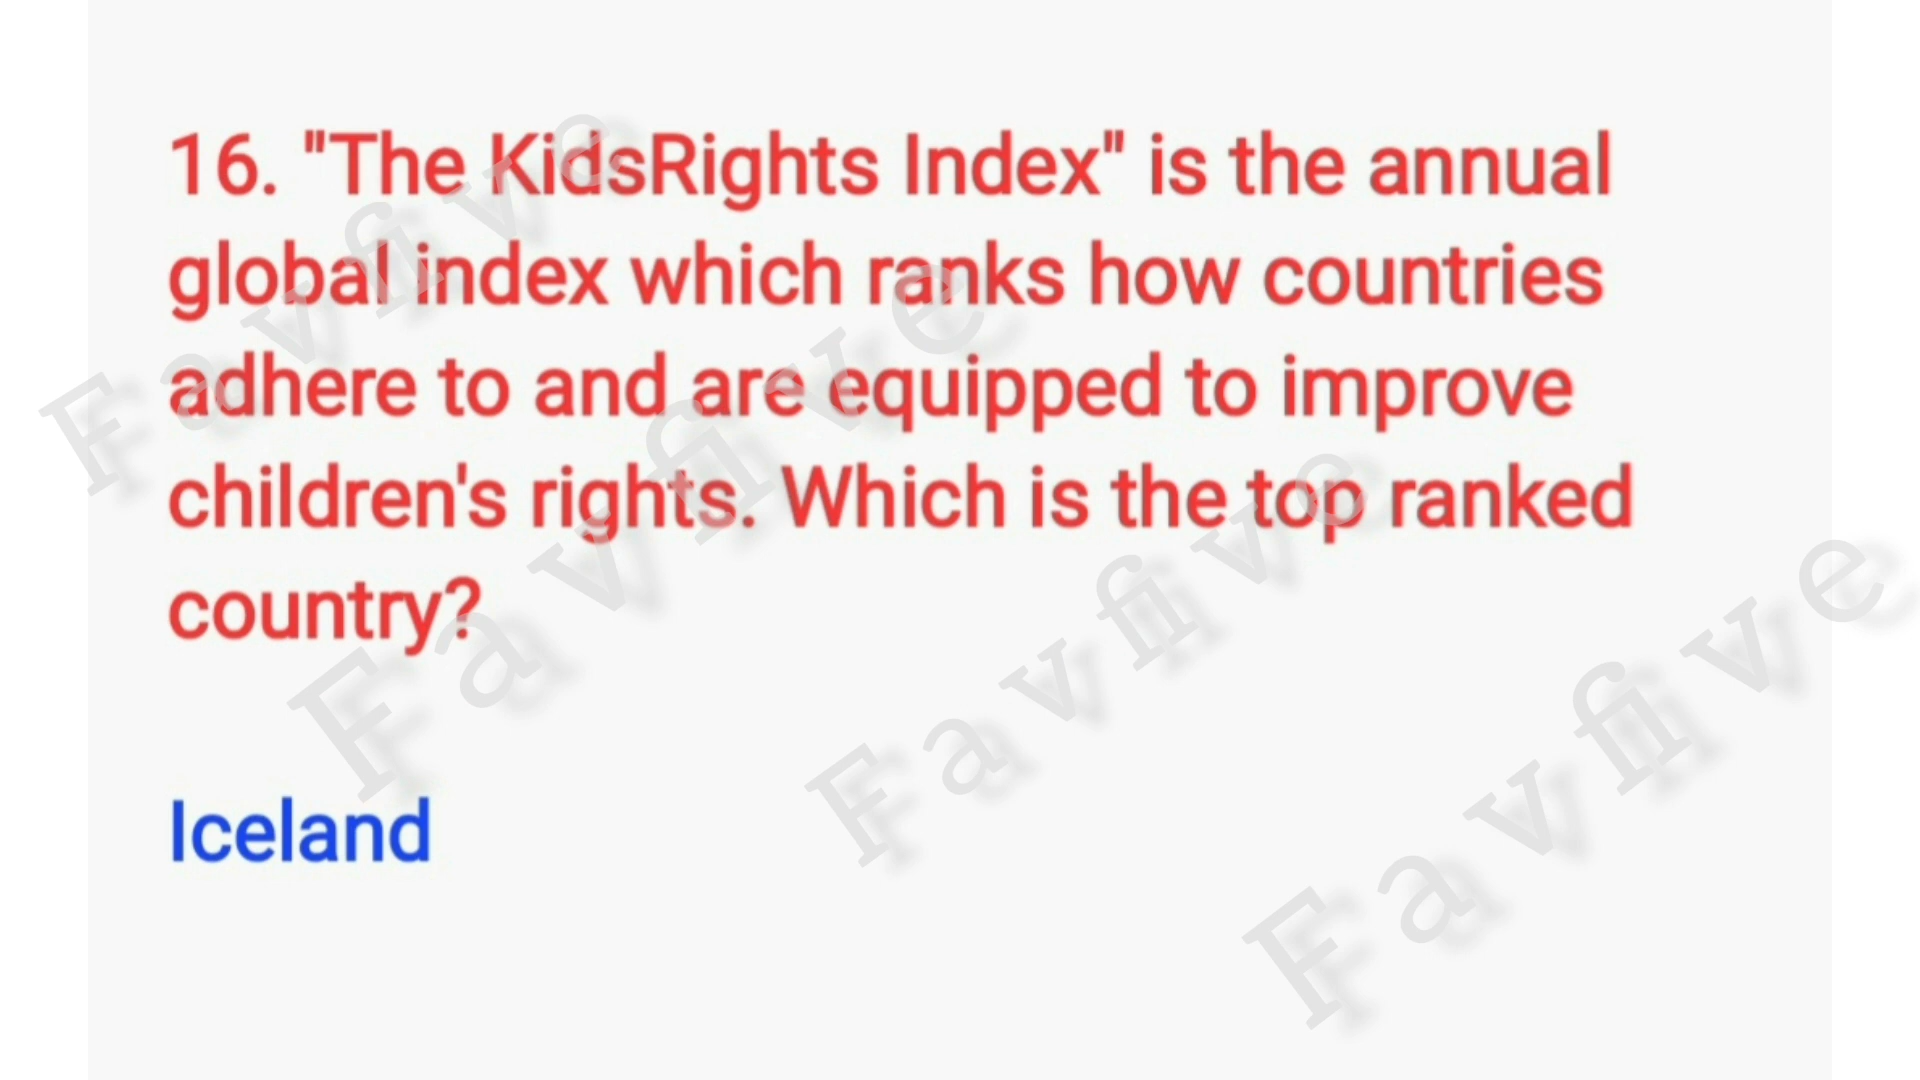 16. "The KidsRights Index" is the annual
global index which ranks how countries
adhere to and are equipped to improve
children's rights. Which is the top ranked
country?
Iceland
Favfive
Favfive
Favfive
Favfive